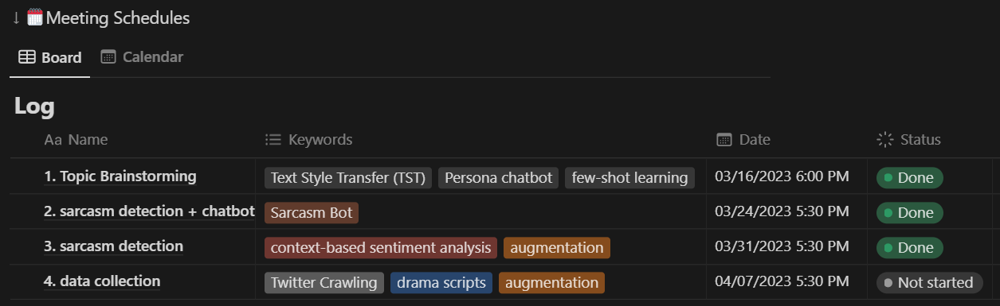 ↓ 🗓️ Meeting Schedules
Board Calendar
Log
Aa Name Keywords Date Status
1. Topic Brainstorming Text Style Transfer (TST) Persona chatbot few-shot learning 03/16/2023 6:00 PM Done
2. sarcasm detection + chatbot Sarcasm Bot 03/24/2023 5:30 PM Done
3. sarcasm detection context-based sentiment analysis augmentation 03/31/2023 5:30 PM Done
4. data collection Twitter Crawling drama scripts augmentation 04/07/2023 5:30 PM Not started